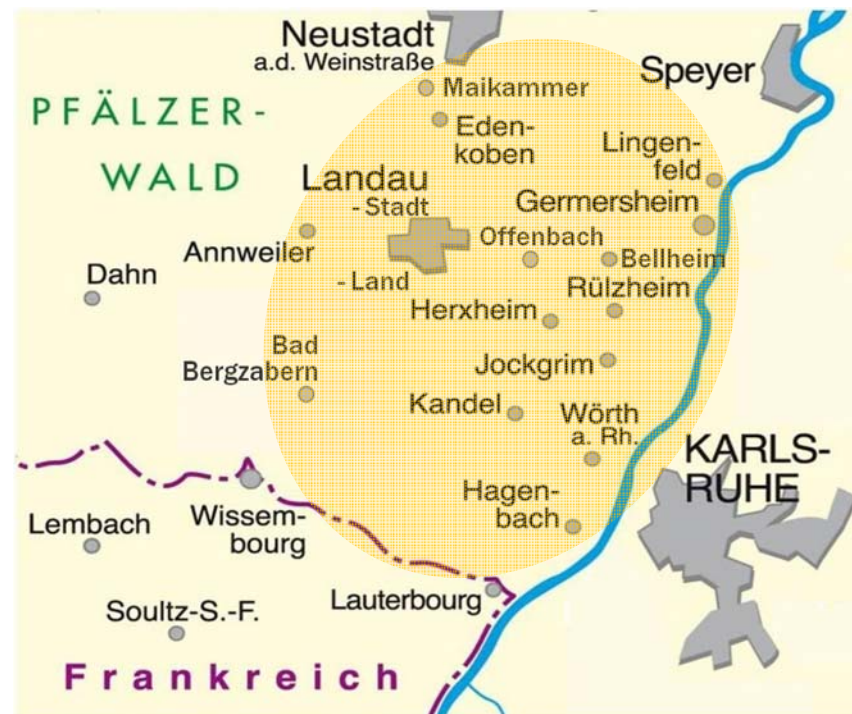 Neustadt
a.d. Weinstraße
Speyer
Maikammer
PFÄLZER-
WALD
Eden-
koben
Lingen-
feld
Landau
- Stadt
Germersheim
Annweiler
Offenbach
Bellheim
Dahn
- Land
Rülzheim
Herxheim
Bad
Bergzabern
Jockgrim
Kandel
Wörth
a. Rh.
KARLS-
RUHE
Hagen-
bach
Lembach
Wissem-
bourg
Lauterbourg
Soultz-S.-F.
Frankreich